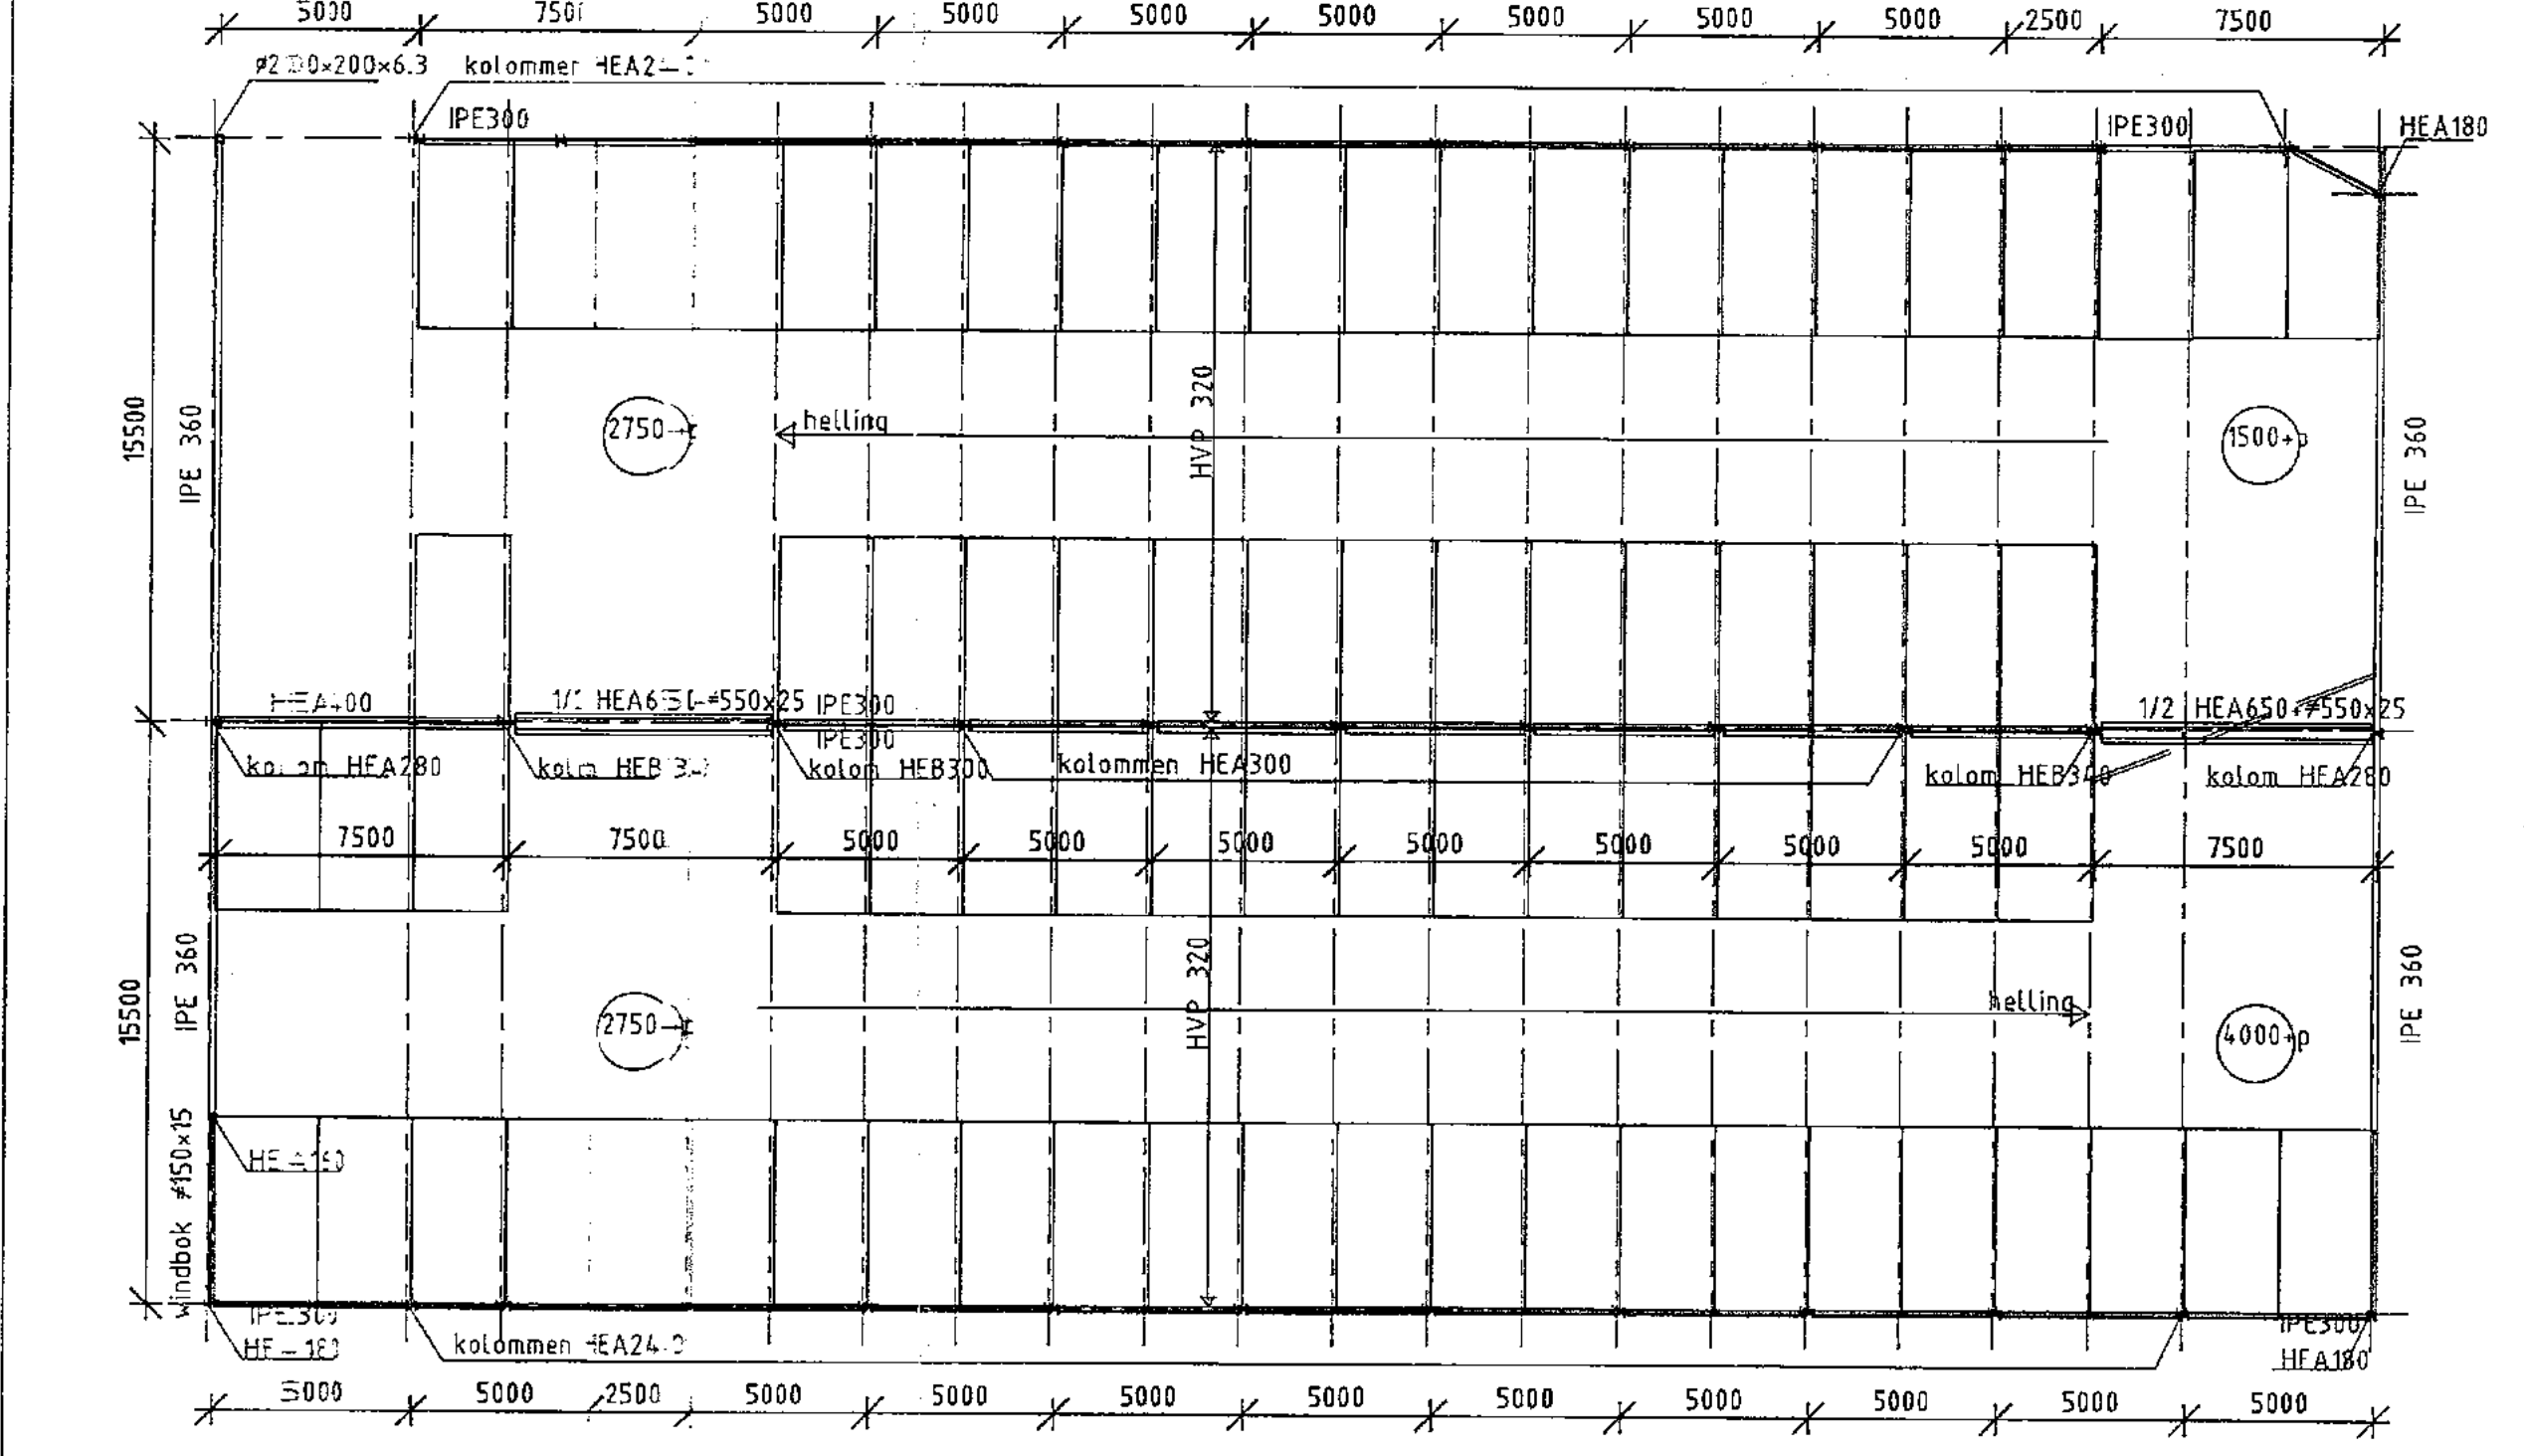 5000 5000 5000 5000 5000 5000 5000 5000 2500 7500
kolommer
IPE300 IPE300 HEA180
15500 IPE 360 2750 helling HVP 320 1500+p IPE 360
HEA400 IPE300 1/2 HEA650+≠550x25
IPE300
HEA280 kolom HEB300 kolommen HEA300 kolom HEB340 kolom HEA280
7500 7500 5000 5000 5000 5000 5000 5000 5000 7500
15500 IPE 360 2750 HVP 320 helling 4000+p IPE 360
windbok ≠150x15
IPE300 IPE300
kolommen HEA180
5000 5000 2500 5000 5000 5000 5000 5000 5000 5000 5000 5000